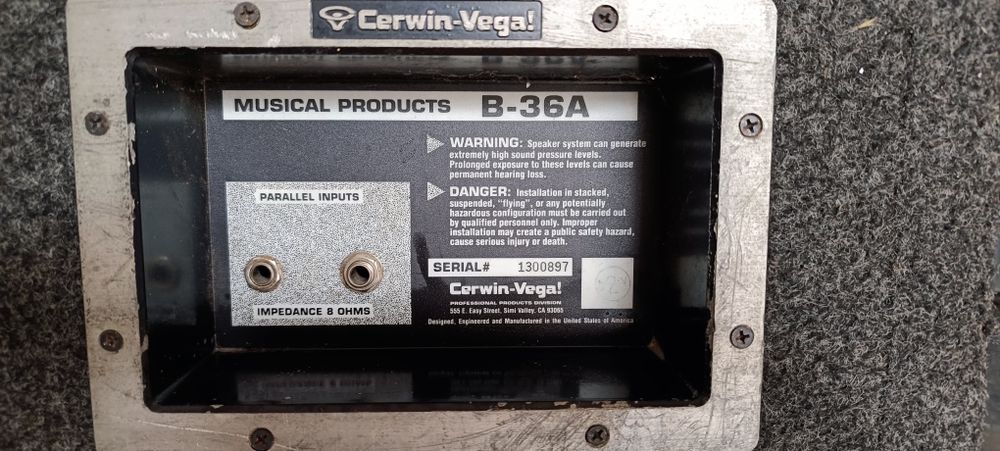 Cerwin-Vega!
MUSICAL PRODUCTS B-36A
WARNING: Speaker system can generate
extremely high sound pressure levels.
Prolonged exposure to these levels can cause
permanent hearing loss.
DANGER: Installation in stacked,
suspended, "flying", or any potentially
hazardous configuration must be carried out
by qualified personnel only. Improper
installation may create a public safety hazard,
cause serious injury or death.
PARALLEL INPUTS
IMPEDANCE 8 OHMS
SERIAL# 1300897
Cerwin-Vega!
PROFESSIONAL PRODUCTS DIVISION
555 E. Easy Street, Simi Valley, CA 93065
Designed, Engineered and Manufactured in the United States of America